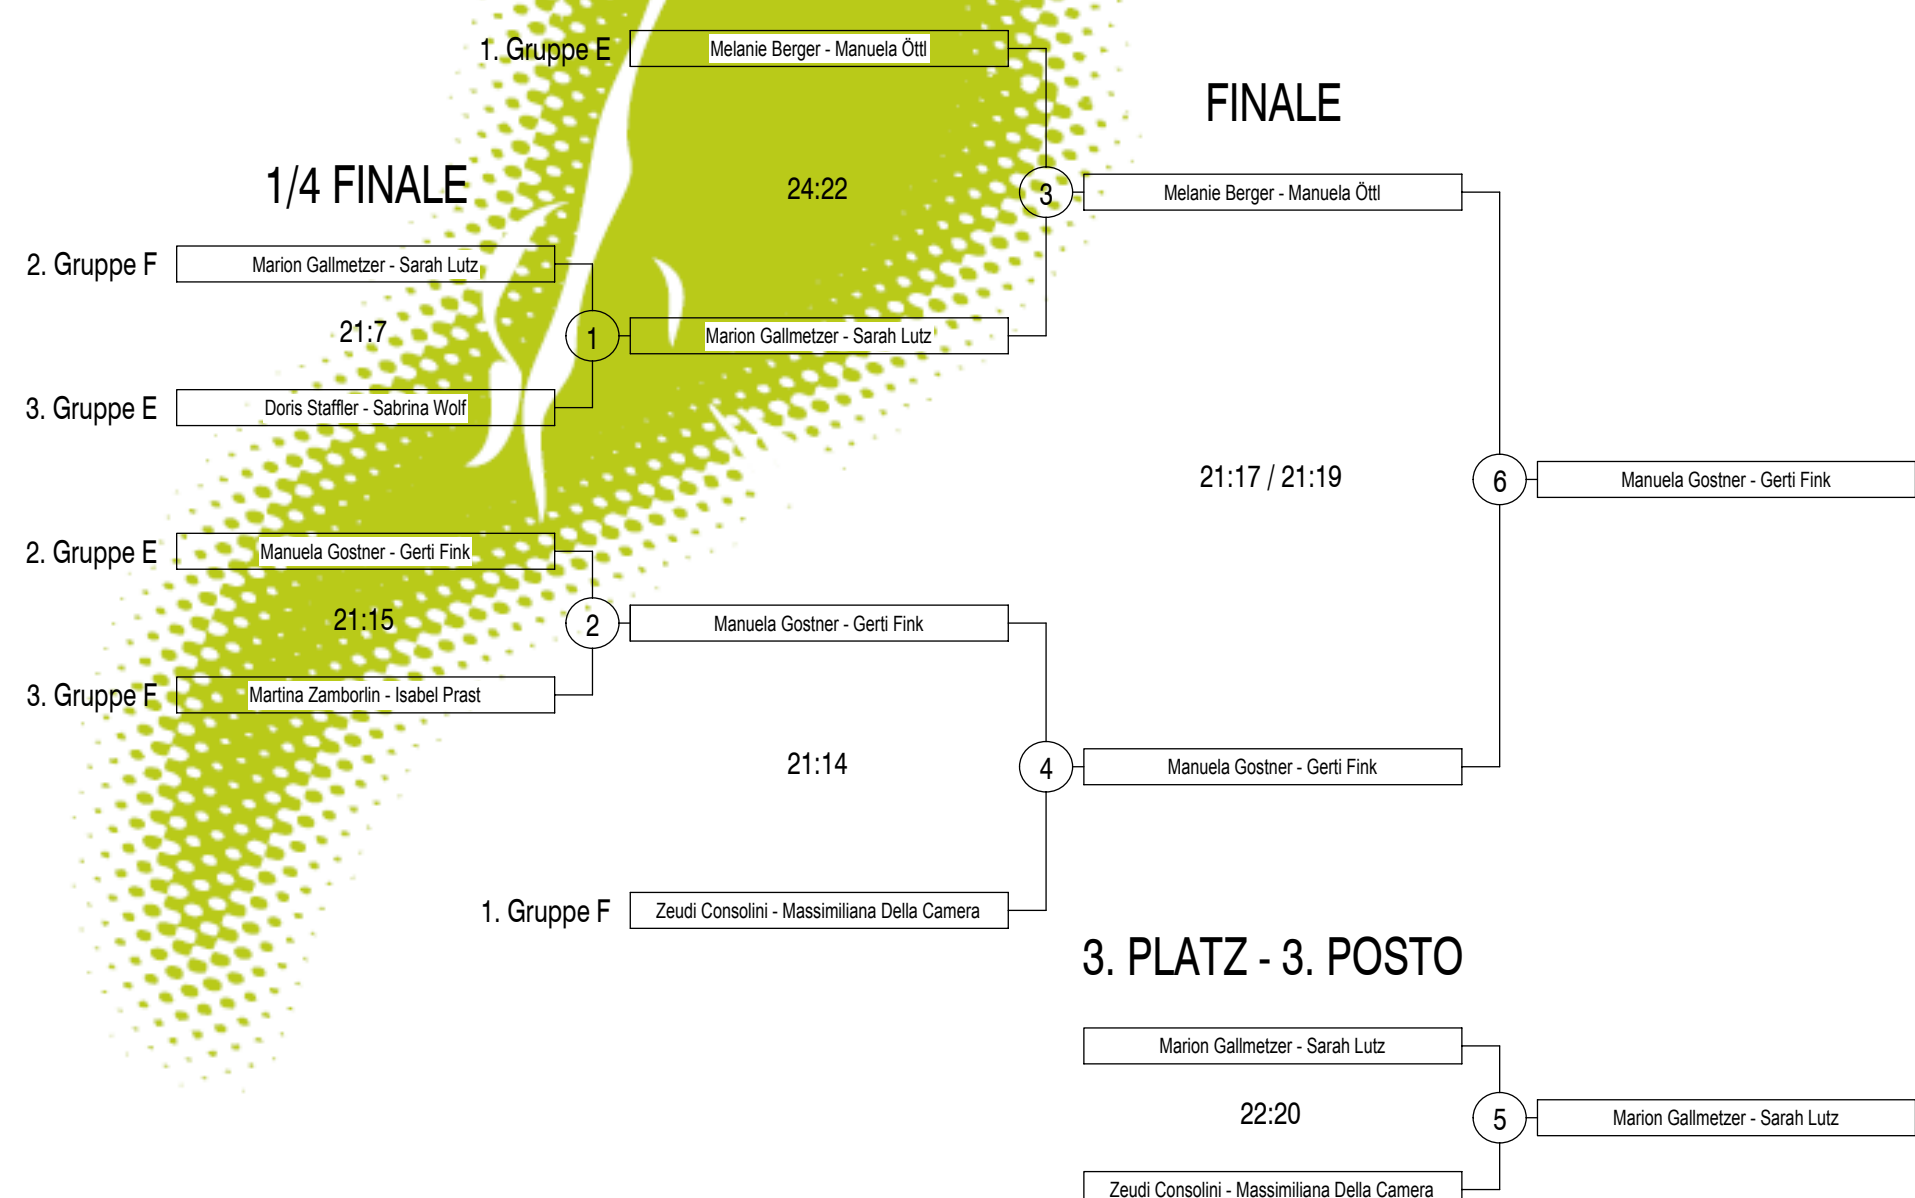 1. Gruppe E
Melanie Berger - Manuela Öttl
FINALE
1/4 FINALE
24:22
3
Melanie Berger - Manuela Öttl
2. Gruppe F
Marion Gallmetzer - Sarah Lutz
21:7
1
Marion Gallmetzer - Sarah Lutz
3. Gruppe E
Doris Staffler - Sabrina Wolf
21:17 / 21:19
6
Manuela Gostner - Gerti Fink
2. Gruppe E
Manuela Gostner - Gerti Fink
21:15
2
Manuela Gostner - Gerti Fink
3. Gruppe F
Martina Zamborlin - Isabel Prast
21:14
4
Manuela Gostner - Gerti Fink
1. Gruppe F
Zeudi Consolini - Massimiliana Della Camera
3. PLATZ - 3. POSTO
Marion Gallmetzer - Sarah Lutz
22:20
5
Marion Gallmetzer - Sarah Lutz
Zeudi Consolini - Massimiliana Della Camera